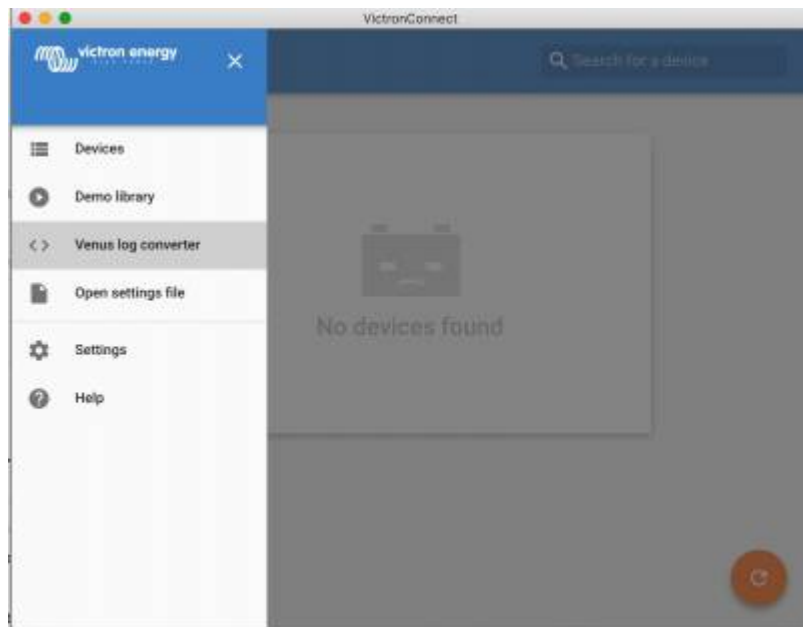 VictronConnect
victron energy
Search for a device
Devices
Demo library
Venus log converter
Open settings file
No devices found
Settings
Help